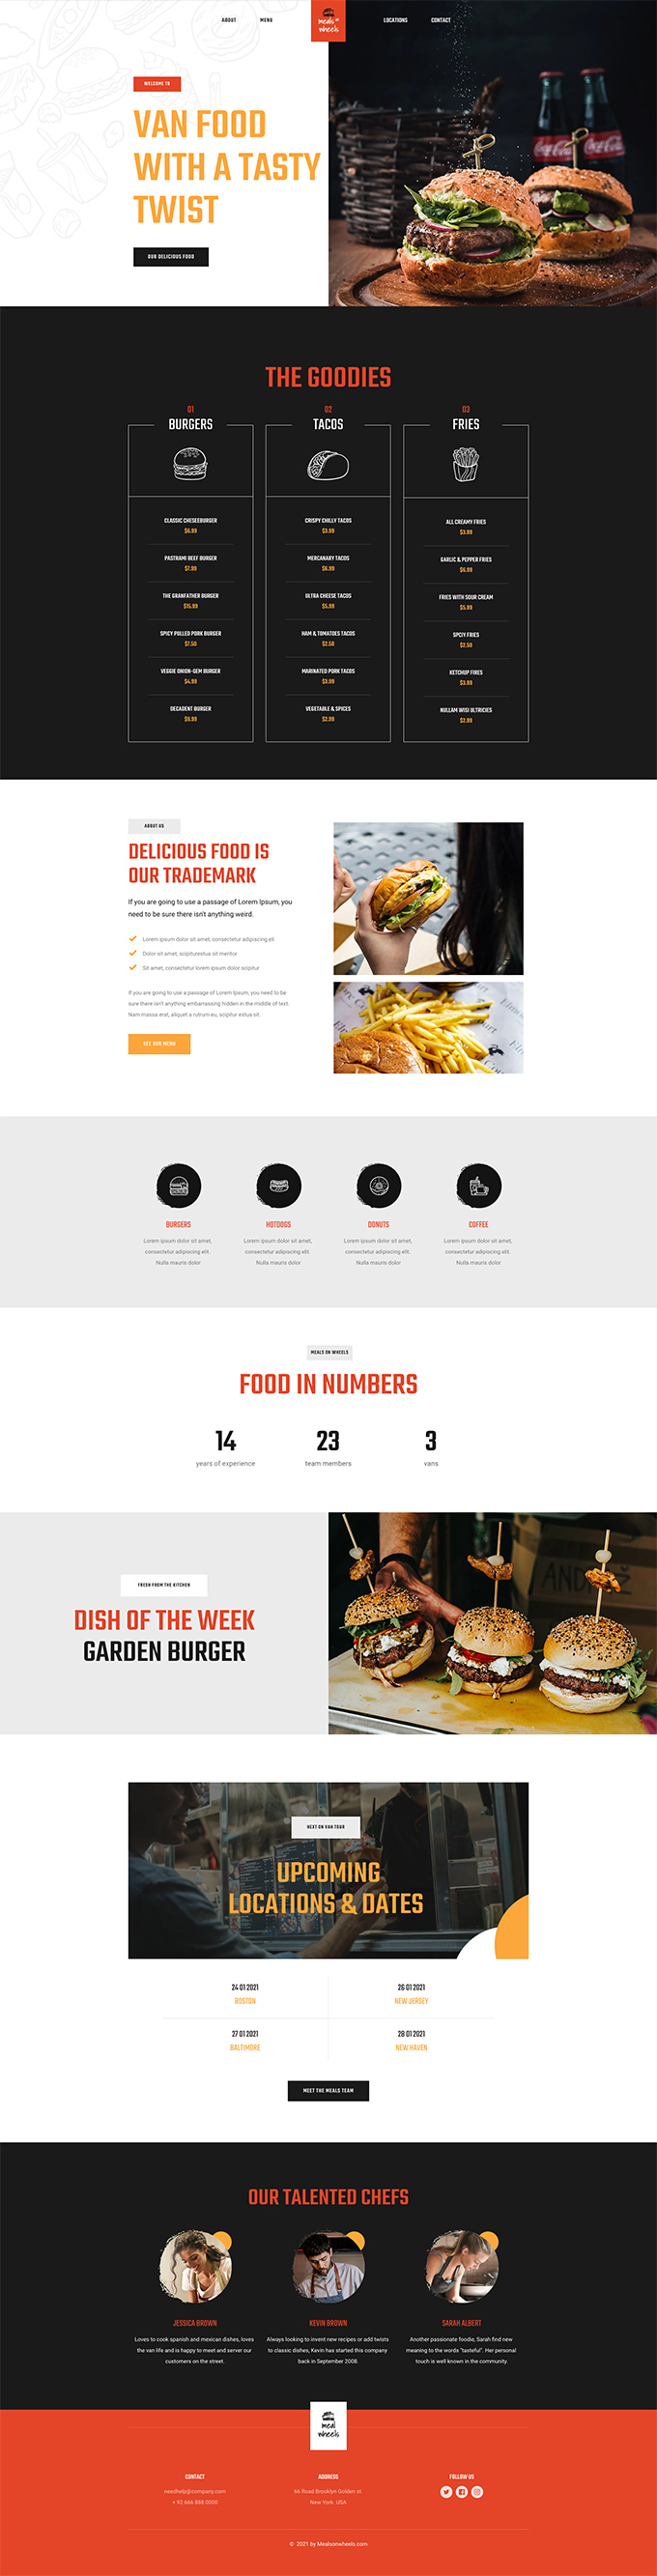 ABOUT
MENU
meals on
wheels
LOCATIONS
CONTACT
WELCOME TO
VAN FOOD
WITH A TASTY
TWIST
OUR DELICIOUS FOOD
Coca-Cola
Coca-Cola
THE GOODIES
01
BURGERS
CLASSIC CHESEEBURGER
$6.99
PASTRAMI BEEF BURGER
$7.99
THE GRANFATHER BURGER
$15.99
SPICY PULLED PORK BURGER
$7.50
VEGGIE ONION-GEM BURGER
$4.99
DECADENT BURGER
$9.99
02
TACOS
CRISPY CHILLY TACOS
$3.99
MERCANARY TACOS
$6.99
ULTRA CHEESE TACOS
$5.99
HAM & TOMATOES TACOS
$2.50
MARINATED PORK TACOS
$3.99
VEGETABLE & SPICES
$2.99
03
FRIES
ALL CREAMY FRIES
$3.99
GARLIC & PEPPER FRIES
$6.99
FRIES WITH SOUR CREAM
$5.99
SPCIY FRIES
$2.50
KETCHUP FIRES
$3.99
NULLAM WISI ULTRICIES
$2.99
ABOUT US
DELICIOUS FOOD IS
OUR TRADEMARK
If you are going to use a passage of Lorem Ipsum, you
need to be sure there isn't anything weird.
Lorem ipsum dolor sit amet, consectetur adipiscing eli
Dolor sit amet, scipiturestua sit meritor
Sit amet, consectetur lorem ipsum dolor scipitur
If you are going to use a passage of Lorem Ipsum, you need to be
sure there isn't anything embarrassing hidden in the middle of text.
Nam massa erat, aliquet a rutrum eu, scipitur estua sit.
SEE OUR MENU
BURGERS
Lorem ipsum dolor sit amet,
consectetur adipiscing elit.
Nulla mauris dolor
HOTDOGS
Lorem ipsum dolor sit amet,
consectetur adipiscing elit.
Nulla mauris dolor
DONUTS
Lorem ipsum dolor sit amet,
consectetur adipiscing elit.
Nulla mauris dolor
COFFEE
Lorem ipsum dolor sit amet,
consectetur adipiscing elit.
Nulla mauris dolor
MEALS ON WHEELS
FOOD IN NUMBERS
14
years of experience
23
team members
3
vans
FRESH FROM THE KITCHEN
DISH OF THE WEEK
GARDEN BURGER
NEXT ON VAN TOUR
UPCOMING
LOCATIONS & DATES
24 01 2021
BOSTON
26 01 2021
NEW JERSEY
27 01 2021
BALTIMORE
28 01 2021
NEW HAVEN
MEET THE MEALS TEAM
OUR TALENTED CHEFS
JESSICA BROWN
Loves to cook spanish and mexican dishes, loves
the van life and is happy to meet and server our
customers on the street.
KEVIN BROWN
Always looking to invent new recipes or add twists
to classic dishes, Kevin has started this company
back in September 2008.
SARAH ALBERT
Another passionate foodie, Sarah find new
meaning to the words "tasteful". Her personal
touch is well known in the community.
meal
wheels
CONTACT
needhelp@company.com
+ 92 666 888 0000
ADDRESS
66 Road Brooklyn Golden st.
New York. USA
FOLLOW US
© 2021 by Mealsonwheels.com